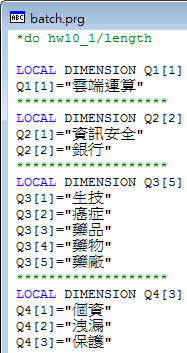 batch.prg
*do hw10_1/length
LOCAL DIMENSION Q1[1]
Q1[1]="雲端運算"
******************
LOCAL DIMENSION Q2[2]
Q2[1]="資訊安全"
Q2[2]="銀行"
******************
LOCAL DIMENSION Q3[5]
Q3[1]="生技"
Q3[2]="癌症"
Q3[3]="藥品"
Q3[4]="藥物"
Q3[5]="藥廠"
******************
LOCAL DIMENSION Q4[3]
Q4[1]="個資"
Q4[2]="洩漏"
Q4[3]="保護"